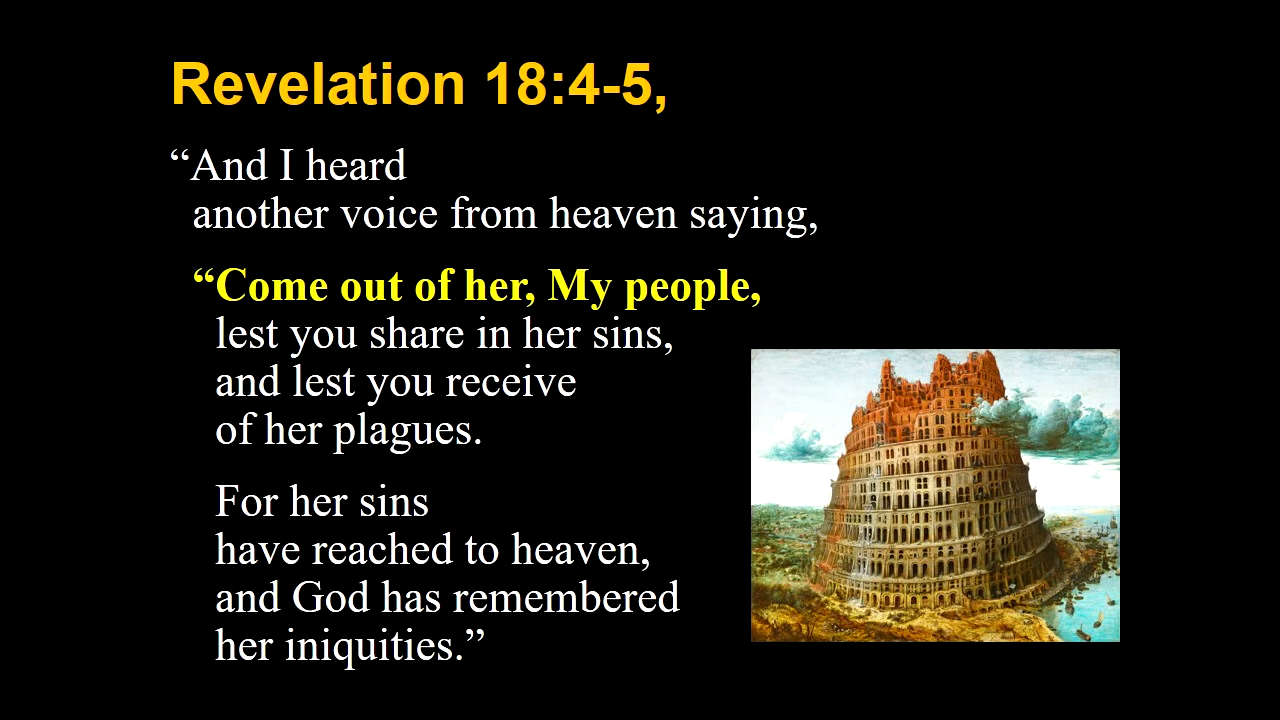 Revelation 18:4-5,
“And I heard
another voice from heaven saying,
“Come out of her, My people,
lest you share in her sins,
and lest you receive
of her plagues.
For her sins
have reached to heaven,
and God has remembered
her iniquities.”